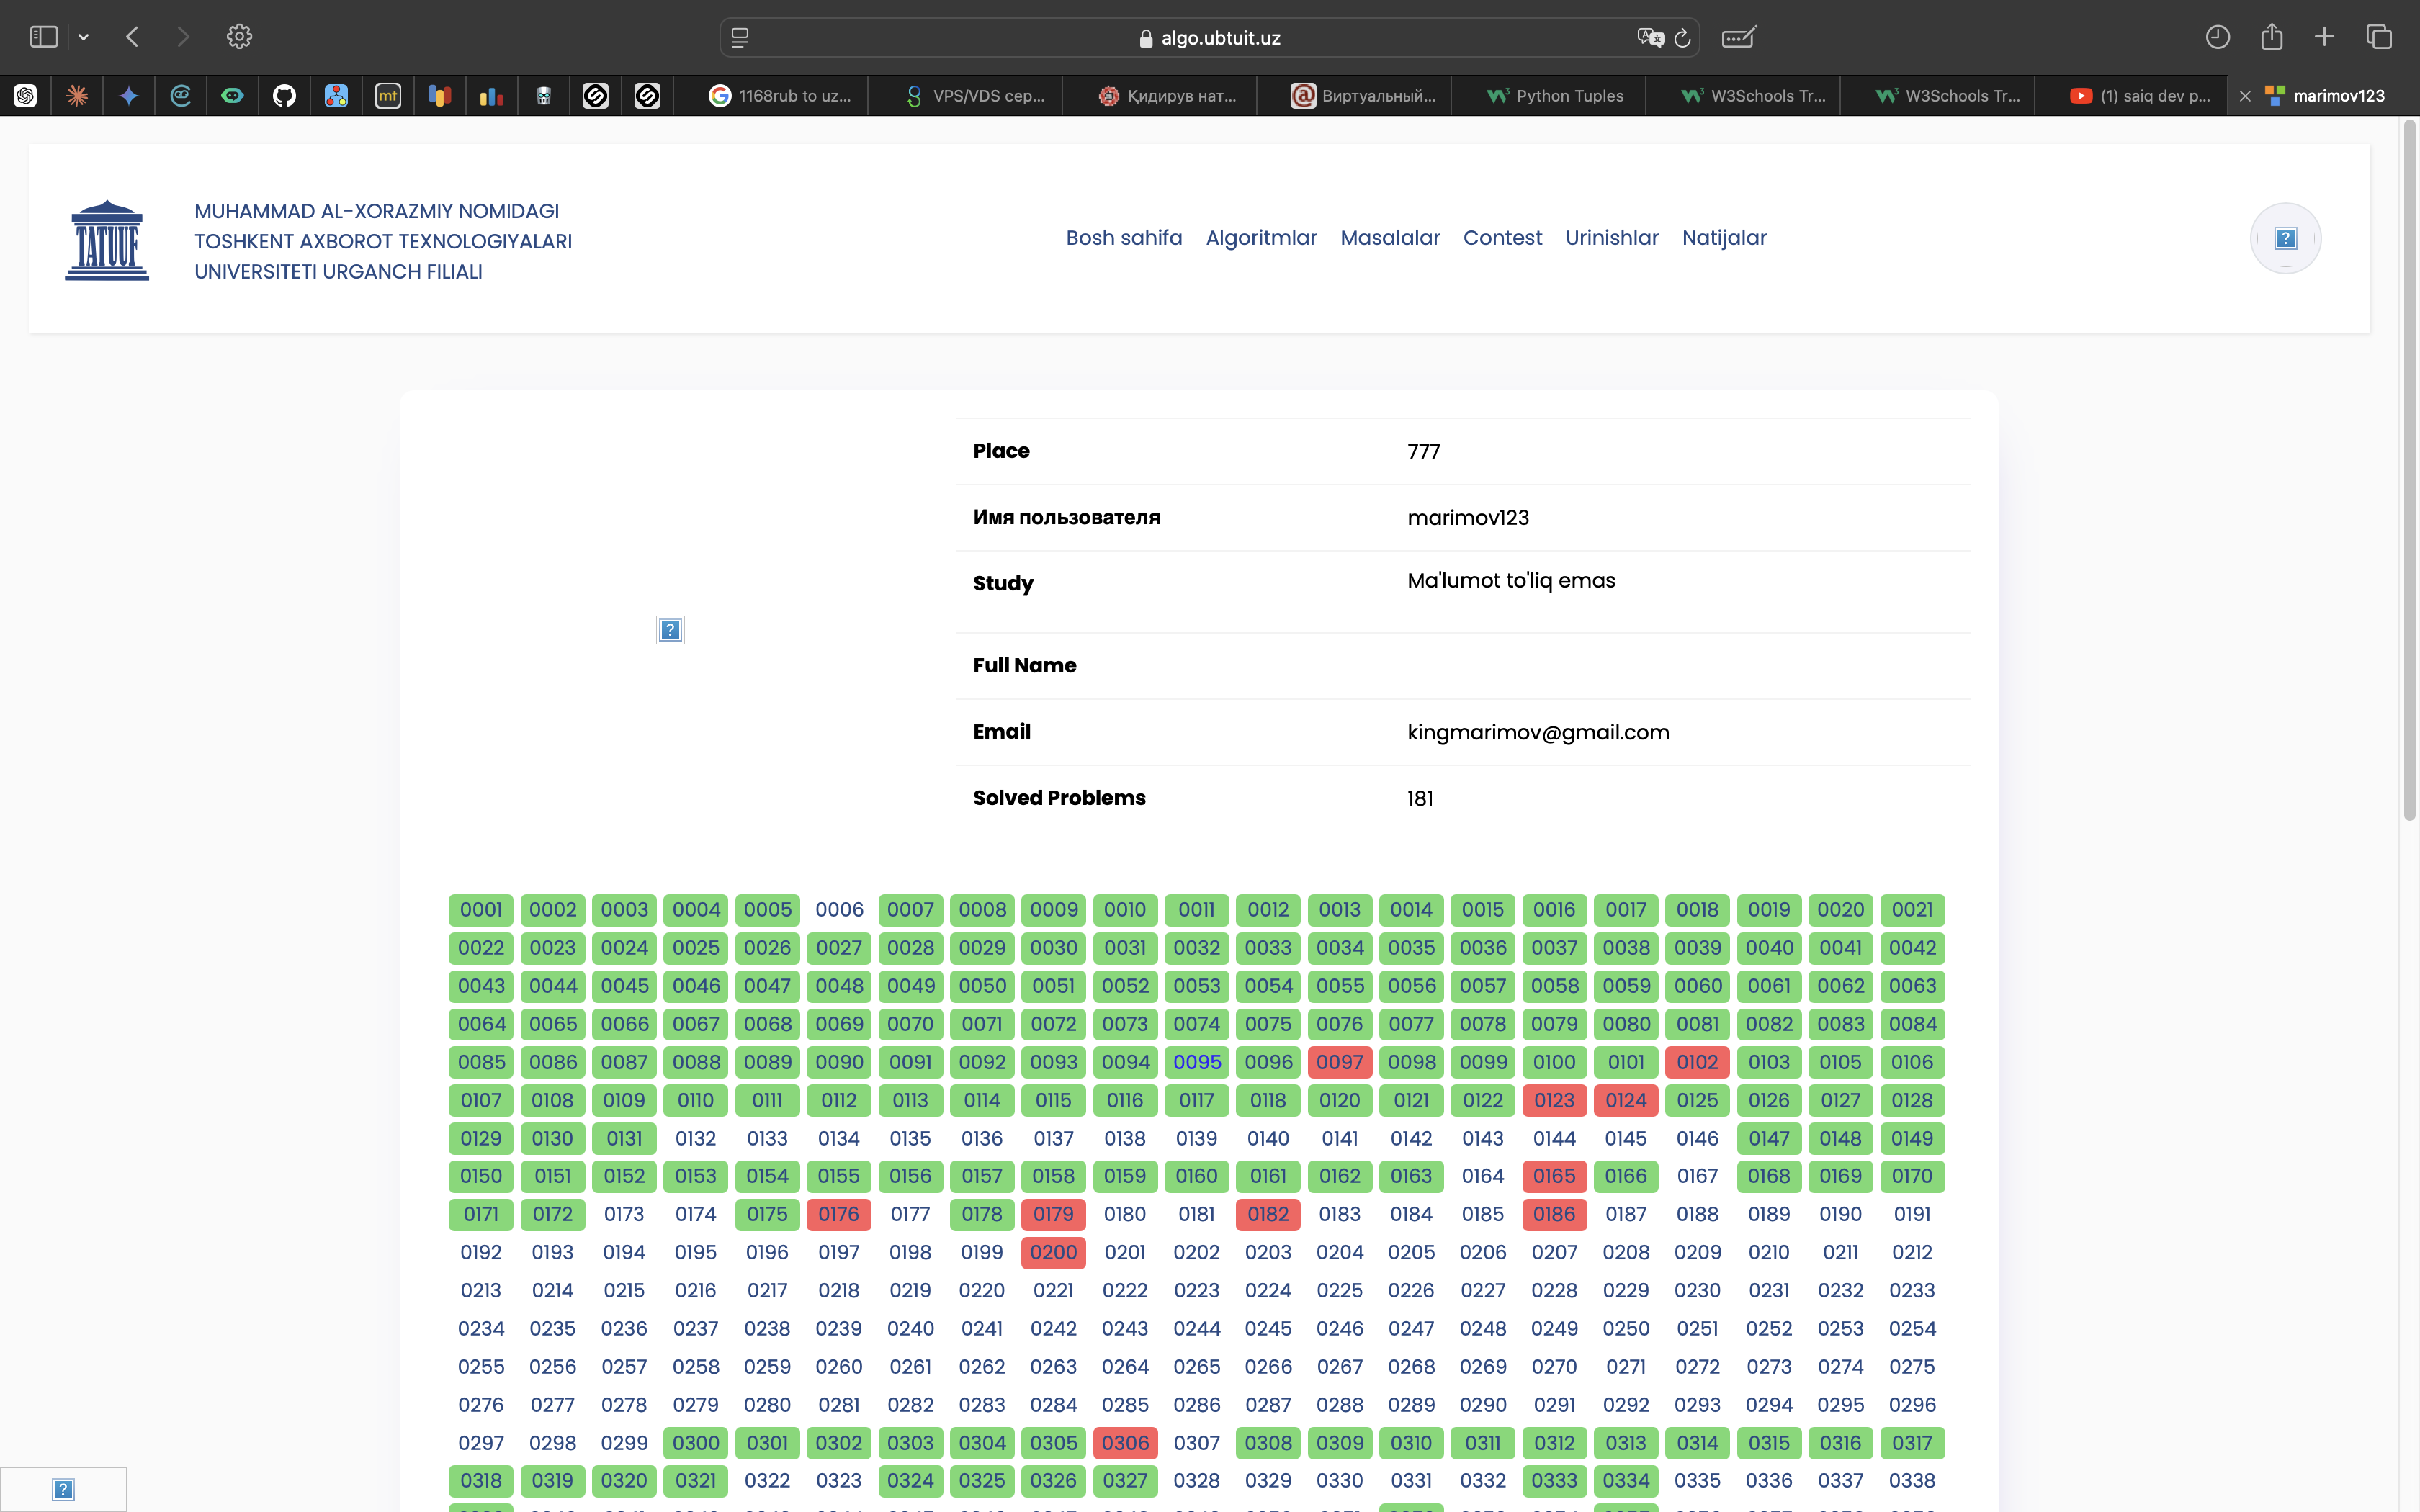 algo.ubtuit.uz
1168rub to uz...
VPS/VDS сер...
Қидирув нат...
Виртуальный...
Python Tuples
W3Schools Tr...
W3Schools Tr...
(1) saiq dev p...
marimov123
MUHAMMAD AL-XORAZMIY NOMIDAGI
TOSHKENT AXBOROT TEXNOLOGIYALARI
UNIVERSITETI URGANCH FILIALI
TATUUF
Bosh sahifa Algoritmlar Masalalar Contest Urinishlar Natijalar
Place 777
Имя пользователя marimov123
Study Ma'lumot to'liq emas
Full Name
Email kingmarimov@gmail.com
Solved Problems 181
0001 0002 0003 0004 0005 0006 0007 0008 0009 0010 0011 0012 0013 0014 0015 0016 0017 0018 0019 0020 0021
0022 0023 0024 0025 0026 0027 0028 0029 0030 0031 0032 0033 0034 0035 0036 0037 0038 0039 0040 0041 0042
0043 0044 0045 0046 0047 0048 0049 0050 0051 0052 0053 0054 0055 0056 0057 0058 0059 0060 0061 0062 0063
0064 0065 0066 0067 0068 0069 0070 0071 0072 0073 0074 0075 0076 0077 0078 0079 0080 0081 0082 0083 0084
0085 0086 0087 0088 0089 0090 0091 0092 0093 0094 0095 0096 0097 0098 0099 0100 0101 0102 0103 0105 0106
0107 0108 0109 0110 0111 0112 0113 0114 0115 0116 0117 0118 0120 0121 0122 0123 0124 0125 0126 0127 0128
0129 0130 0131 0132 0133 0134 0135 0136 0137 0138 0139 0140 0141 0142 0143 0144 0145 0146 0147 0148 0149
0150 0151 0152 0153 0154 0155 0156 0157 0158 0159 0160 0161 0162 0163 0164 0165 0166 0167 0168 0169 0170
0171 0172 0173 0174 0175 0176 0177 0178 0179 0180 0181 0182 0183 0184 0185 0186 0187 0188 0189 0190 0191
0192 0193 0194 0195 0196 0197 0198 0199 0200 0201 0202 0203 0204 0205 0206 0207 0208 0209 0210 0211 0212
0213 0214 0215 0216 0217 0218 0219 0220 0221 0222 0223 0224 0225 0226 0227 0228 0229 0230 0231 0232 0233
0234 0235 0236 0237 0238 0239 0240 0241 0242 0243 0244 0245 0246 0247 0248 0249 0250 0251 0252 0253 0254
0255 0256 0257 0258 0259 0260 0261 0262 0263 0264 0265 0266 0267 0268 0269 0270 0271 0272 0273 0274 0275
0276 0277 0278 0279 0280 0281 0282 0283 0284 0285 0286 0287 0288 0289 0290 0291 0292 0293 0294 0295 0296
0297 0298 0299 0300 0301 0302 0303 0304 0305 0306 0307 0308 0309 0310 0311 0312 0313 0314 0315 0316 0317
0318 0319 0320 0321 0322 0323 0324 0325 0326 0327 0328 0329 0330 0331 0332 0333 0334 0335 0336 0337 0338